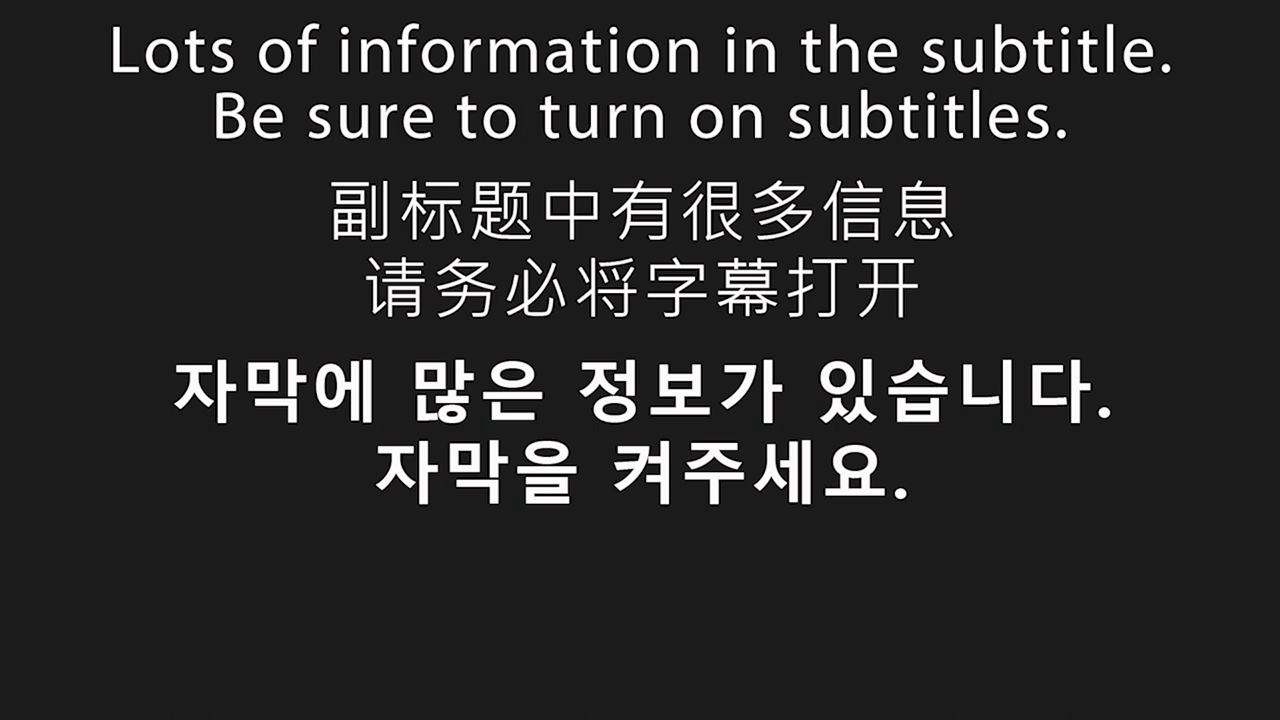 Lots of information in the subtitle.
Be sure to turn on subtitles.
副标题中有很多信息
请务必将字幕打开
자막에 많은 정보가 있습니다.
자막을 켜주세요.